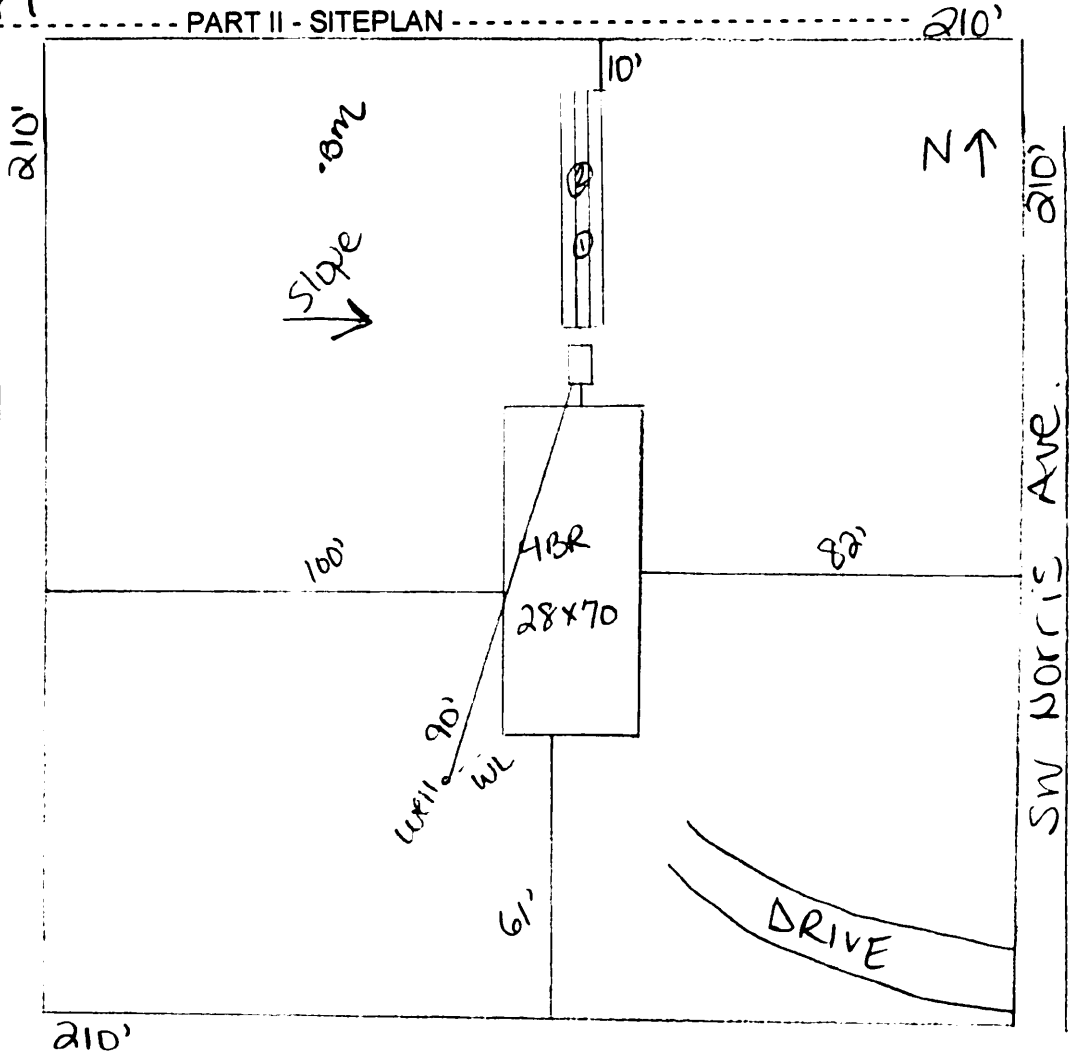 PART II - SITEPLAN
210'
10'
210'
.BM
N
210'
2
1
Slope
SW Norris Ave.
4BR
100'
82'
28x70
90'
Well
WL
61'
DRIVE
210'